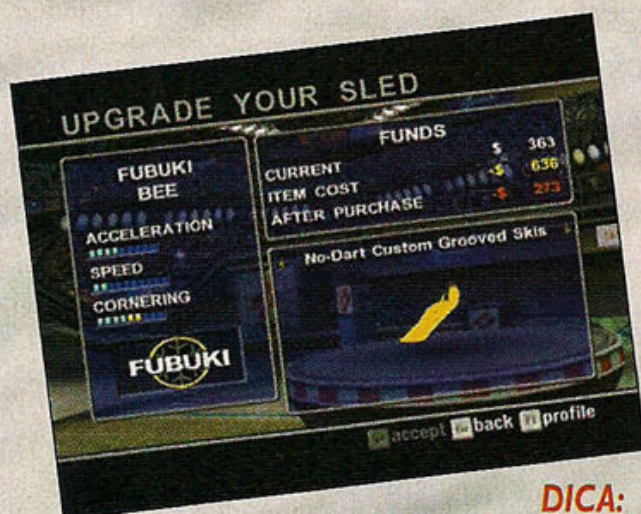 UPGRADE YOUR SLED
FUBUKI
BEE
ACCELERATION
SPEED
CORNERING
FUBUKI
FUNDS
CURRENT $ 363
ITEM COST -$ 636
AFTER PURCHASE -$ 273
No-Dart Custom Grooved Skis
accept back profile
DICA: